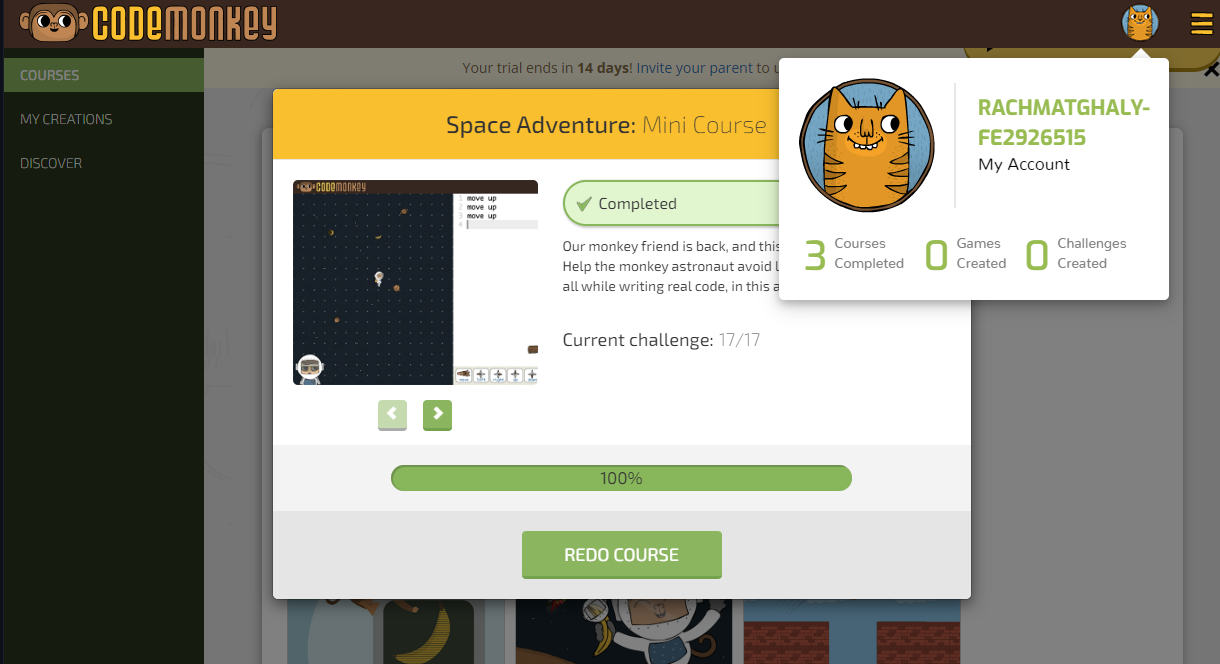 CODEMONKEY
COURSES
MY CREATIONS
DISCOVER
Your trial ends in 14 days! Invite your parent to
Space Adventure: Mini Course
CODEMONKEY
1 move up
2 move up
3 move up
4
Completed
Our monkey friend is back, and this
Help the monkey astronaut avoid
all while writing real code, in this
Current challenge: 17/17
100%
REDO COURSE
RACHMATGHALY-
FE2926515
My Account
3 Courses Completed
0 Games Created
0 Challenges Created